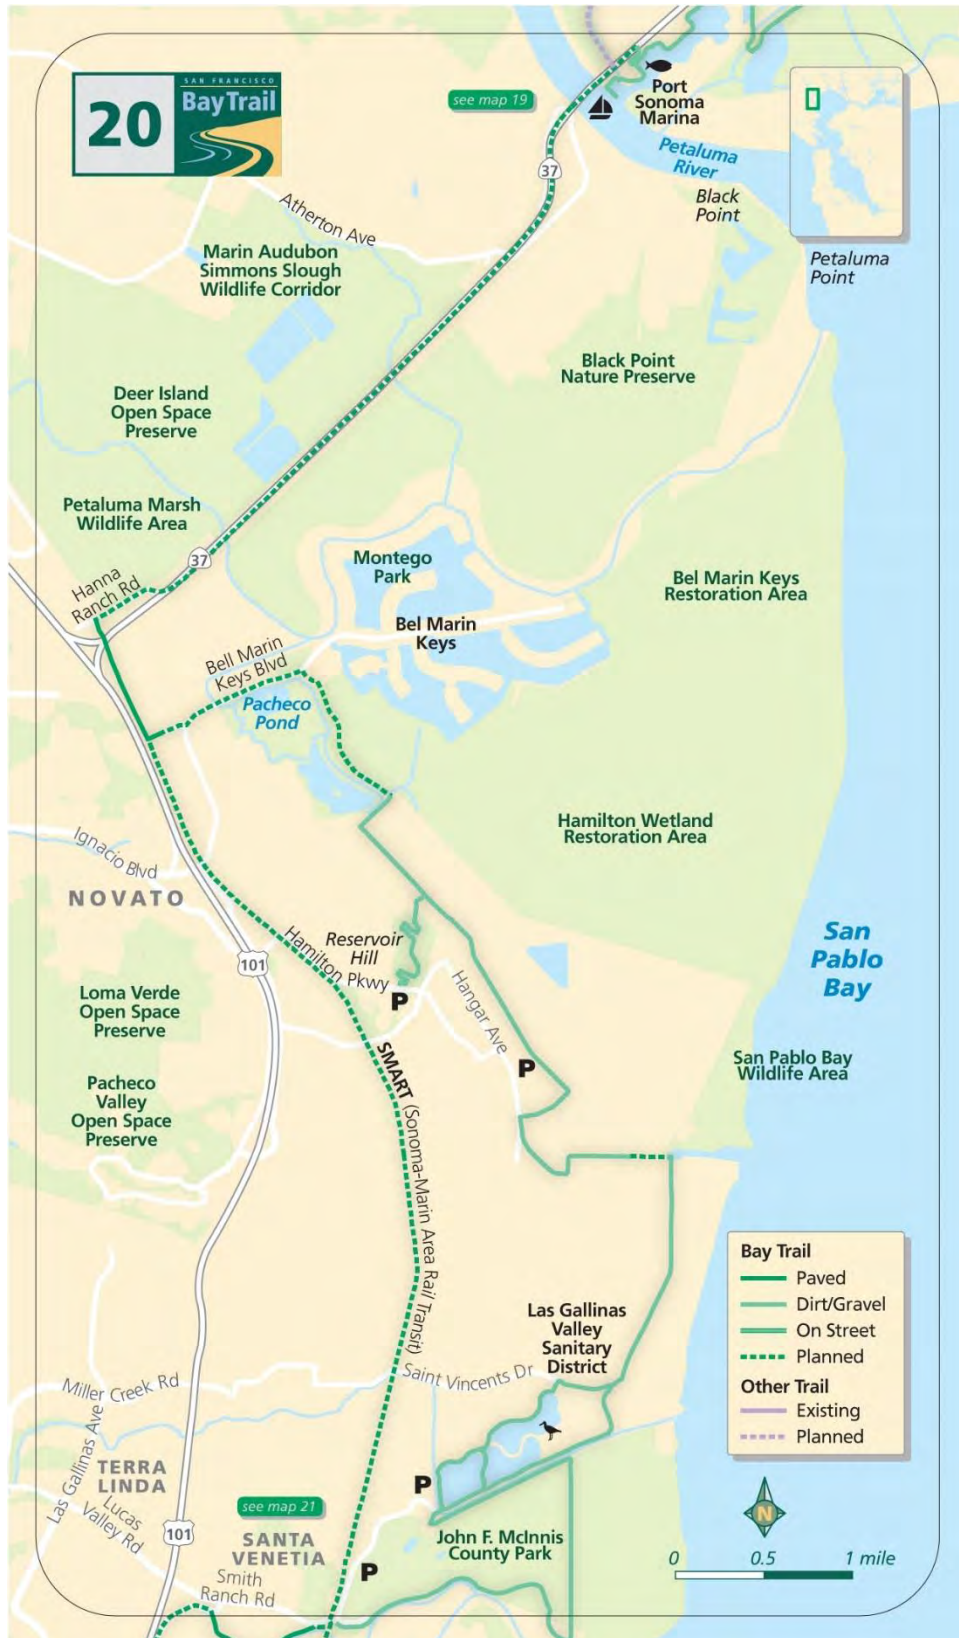 20
SAN FRANCISCO
Bay Trail
see map 19
Port
Sonoma
Marina
Petaluma
River
Black
Point
Petaluma
Point
37
Atherton Ave
Marin Audubon
Simmons Slough
Wildlife Corridor
Black Point
Nature Preserve
Deer Island
Open Space
Preserve
Petaluma Marsh
Wildlife Area
37
Hanna
Ranch Rd
Montego
Park
Bel Marin Keys
Restoration Area
Bel Marin
Keys
Bell Marin
Keys Blvd
Pacheco
Pond
Hamilton Wetland
Restoration Area
Ignacio Blvd
NOVATO
Reservoir
Hill
Hamilton Pkwy
101
P
Hangar Ave
San
Pablo
Bay
Loma Verde
Open Space
Preserve
SMART (Sonoma-Marin Area Rail Transit)
P
San Pablo Bay
Wildlife Area
Pacheco
Valley
Open Space
Preserve
Bay Trail
Paved
Dirt/Gravel
On Street
Planned
Other Trail
Existing
Planned
Las Gallinas
Valley
Sanitary
District
Saint Vincents Dr
Miller Creek Rd
Las Gallinas Ave
TERRA
LINDA
Lucas
Valley Rd
P
see map 21
101
SANTA
VENETIA
John F. McInnis
County Park
P
Smith
Ranch Rd
N
0 0.5 1 mile